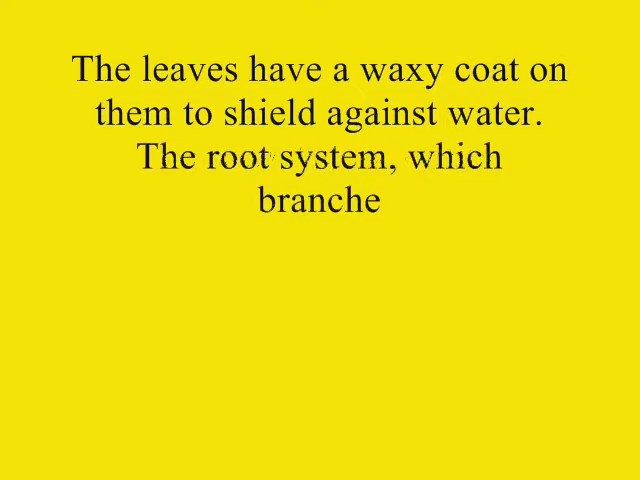 The leaves have a waxy coat on
them to shield against water.
The root system, which
branche